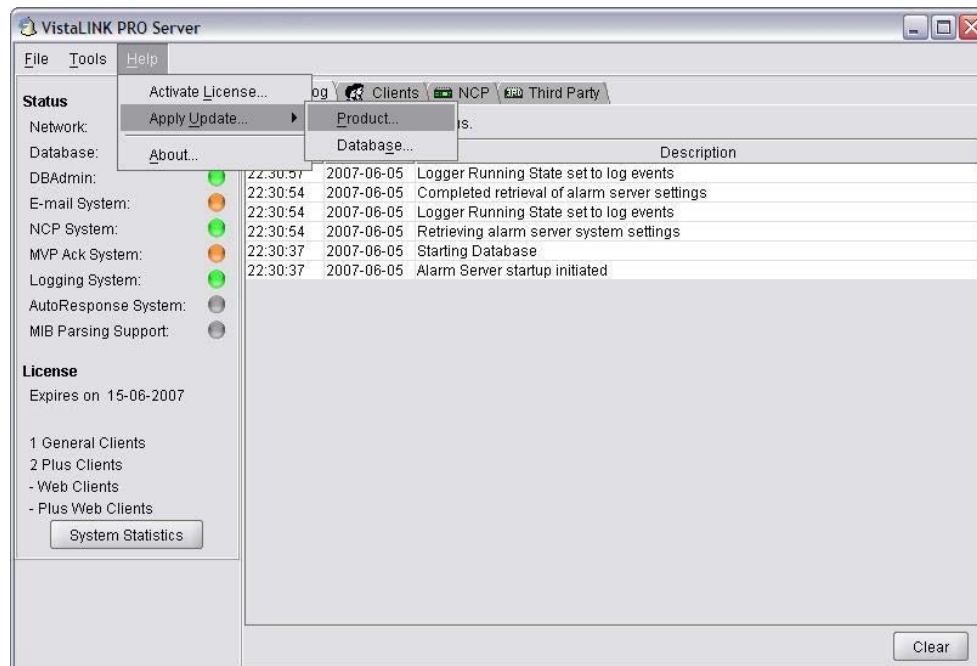 VistaLINK PRO Server
File Tools Help
Activate License...
Apply Update...
About...
Product...
Database...
og Clients NCP Third Party
s.
Status
Network:
Database:
DBAdmin:
E-mail System:
NCP System:
MVP Ack System:
Logging System:
AutoResponse System:
MIB Parsing Support:
License
Expires on 15-06-2007
1 General Clients
2 Plus Clients
- Web Clients
- Plus Web Clients
System Statistics
Description
22:30:57 2007-06-05 Logger Running State set to log events
22:30:54 2007-06-05 Completed retrieval of alarm server settings
22:30:54 2007-06-05 Logger Running State set to log events
22:30:54 2007-06-05 Retrieving alarm server system settings
22:30:37 2007-06-05 Starting Database
22:30:37 2007-06-05 Alarm Server startup initiated
Clear